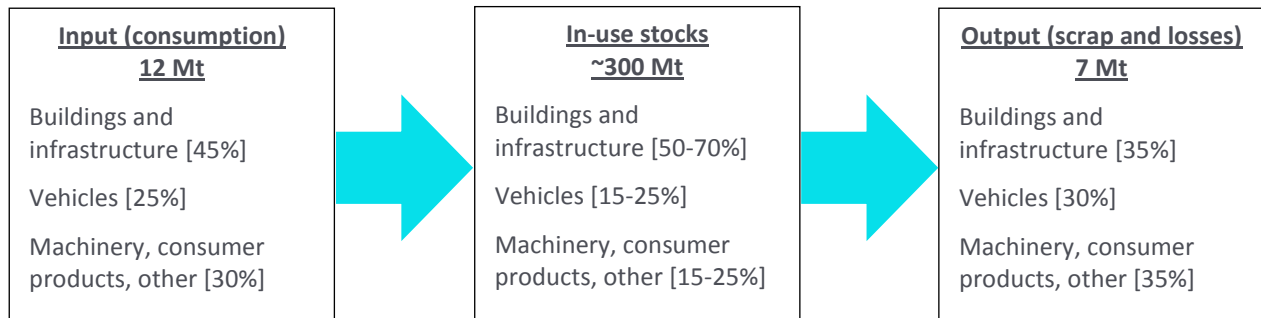 Input (consumption)
12 Mt
Buildings and
infrastructure [45%]
Vehicles [25%]
Machinery, consumer
products, other [30%]
In-use stocks
~300 Mt
Buildings and
infrastructure [50-70%]
Vehicles [15-25%]
Machinery, consumer
products, other [15-25%]
Output (scrap and losses)
7 Mt
Buildings and
infrastructure [35%]
Vehicles [30%]
Machinery, consumer
products, other [35%]